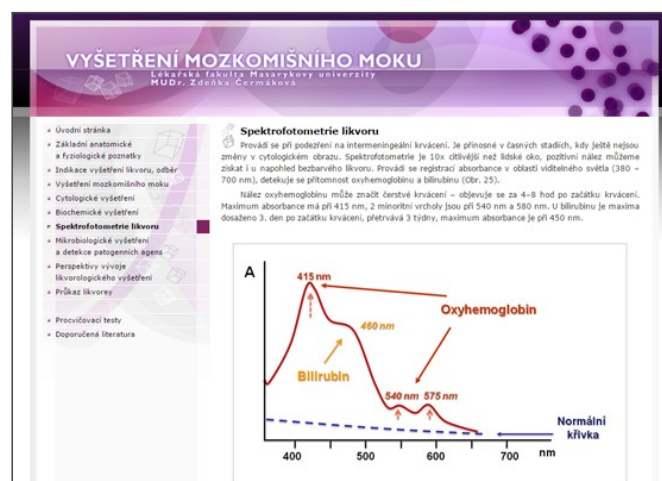 VYŠETŘENÍ MOZKOMIŠNÍHO MOKU
Lékařská fakulta Masarykovy univerzity
MUDr. Zdeňka Čermáková
Úvodní stránka
Základní anatomické
a fyziologické poznatky
Indikace vyšetření likvoru, odběr
Vyšetření mozkomíšního moku
Cytologické vyšetření
Biochemické vyšetření
Spektrofotometrie likvoru
Mikrobiologické vyšetření
a detekce patogenních agens
Perspektivy vývoje
likvorologického vyšetření
Průkaz likvorey
Procvičovací testy
Doporučená literatura
Spektrofotometrie likvoru
Provádí se při podezření na intermeningeální krvácení. Je přínosné v časných stadiích, kdy ještě nejsou
změny v cytologickém obrazu. Spektrofotometrie je 10x citlivější než lidské oko, pozitivní nález můžeme
získat i u napohled bezbarvého likvoru. Provádí se registrací absorbance v oblasti viditelného světla (380 –
700 nm), detekuje se přítomnost oxyhemoglobinu a bilirubinu (Obr. 25).
Nález oxyhemoglobinu může značit čerstvé krvácení – objevuje se za 4–8 hod po začátku krvácení.
Maximum absorbance má při 415 nm, 2 minoritní vrcholy jsou při 540 nm a 580 nm. U bilirubinu je maxima
dosaženo 3. den po začátku krvácení, přetrvává 3 týdny, maximum absorbance je při 450 nm.
A
415 nm
Oxyhemoglobin
460 nm
Bilirubin
540 nm 575 nm
Normální
křivka
400 500 600 700 nm